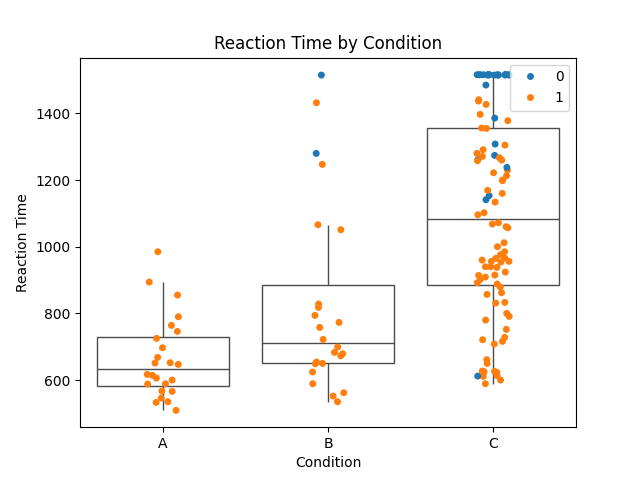 Reaction Time by Condition
0
1
Reaction Time
1400
1200
1000
800
600
A
B
C
Condition